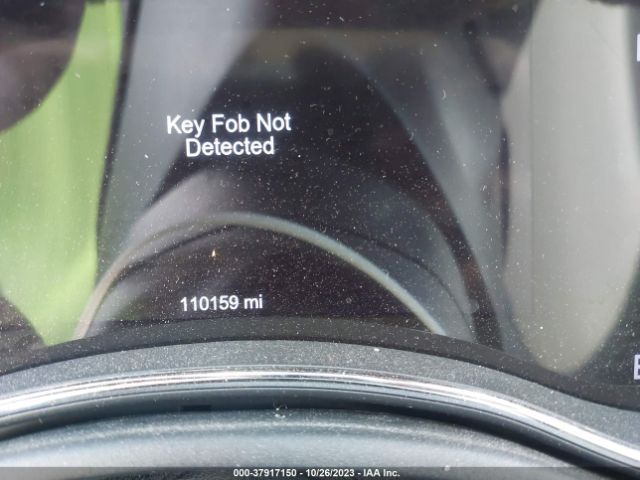 Key Fob Not
Detected
110159 mi
E
000-37917150 - 10/26/2023 - IAA Inc.